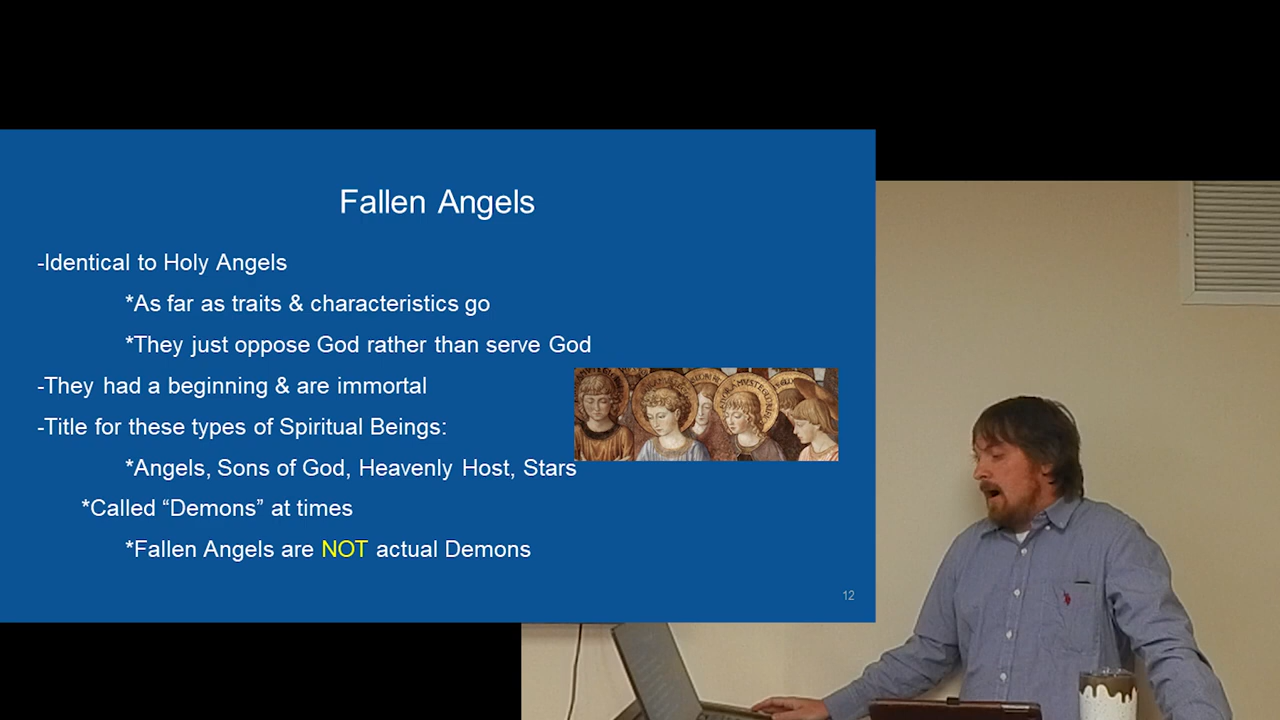 Fallen Angels
-Identical to Holy Angels
*As far as traits & characteristics go
*They just oppose God rather than serve God
-They had a beginning & are immortal
-Title for these types of Spiritual Beings:
*Angels, Sons of God, Heavenly Host, Stars
*Called “Demons” at times
*Fallen Angels are NOT actual Demons
12